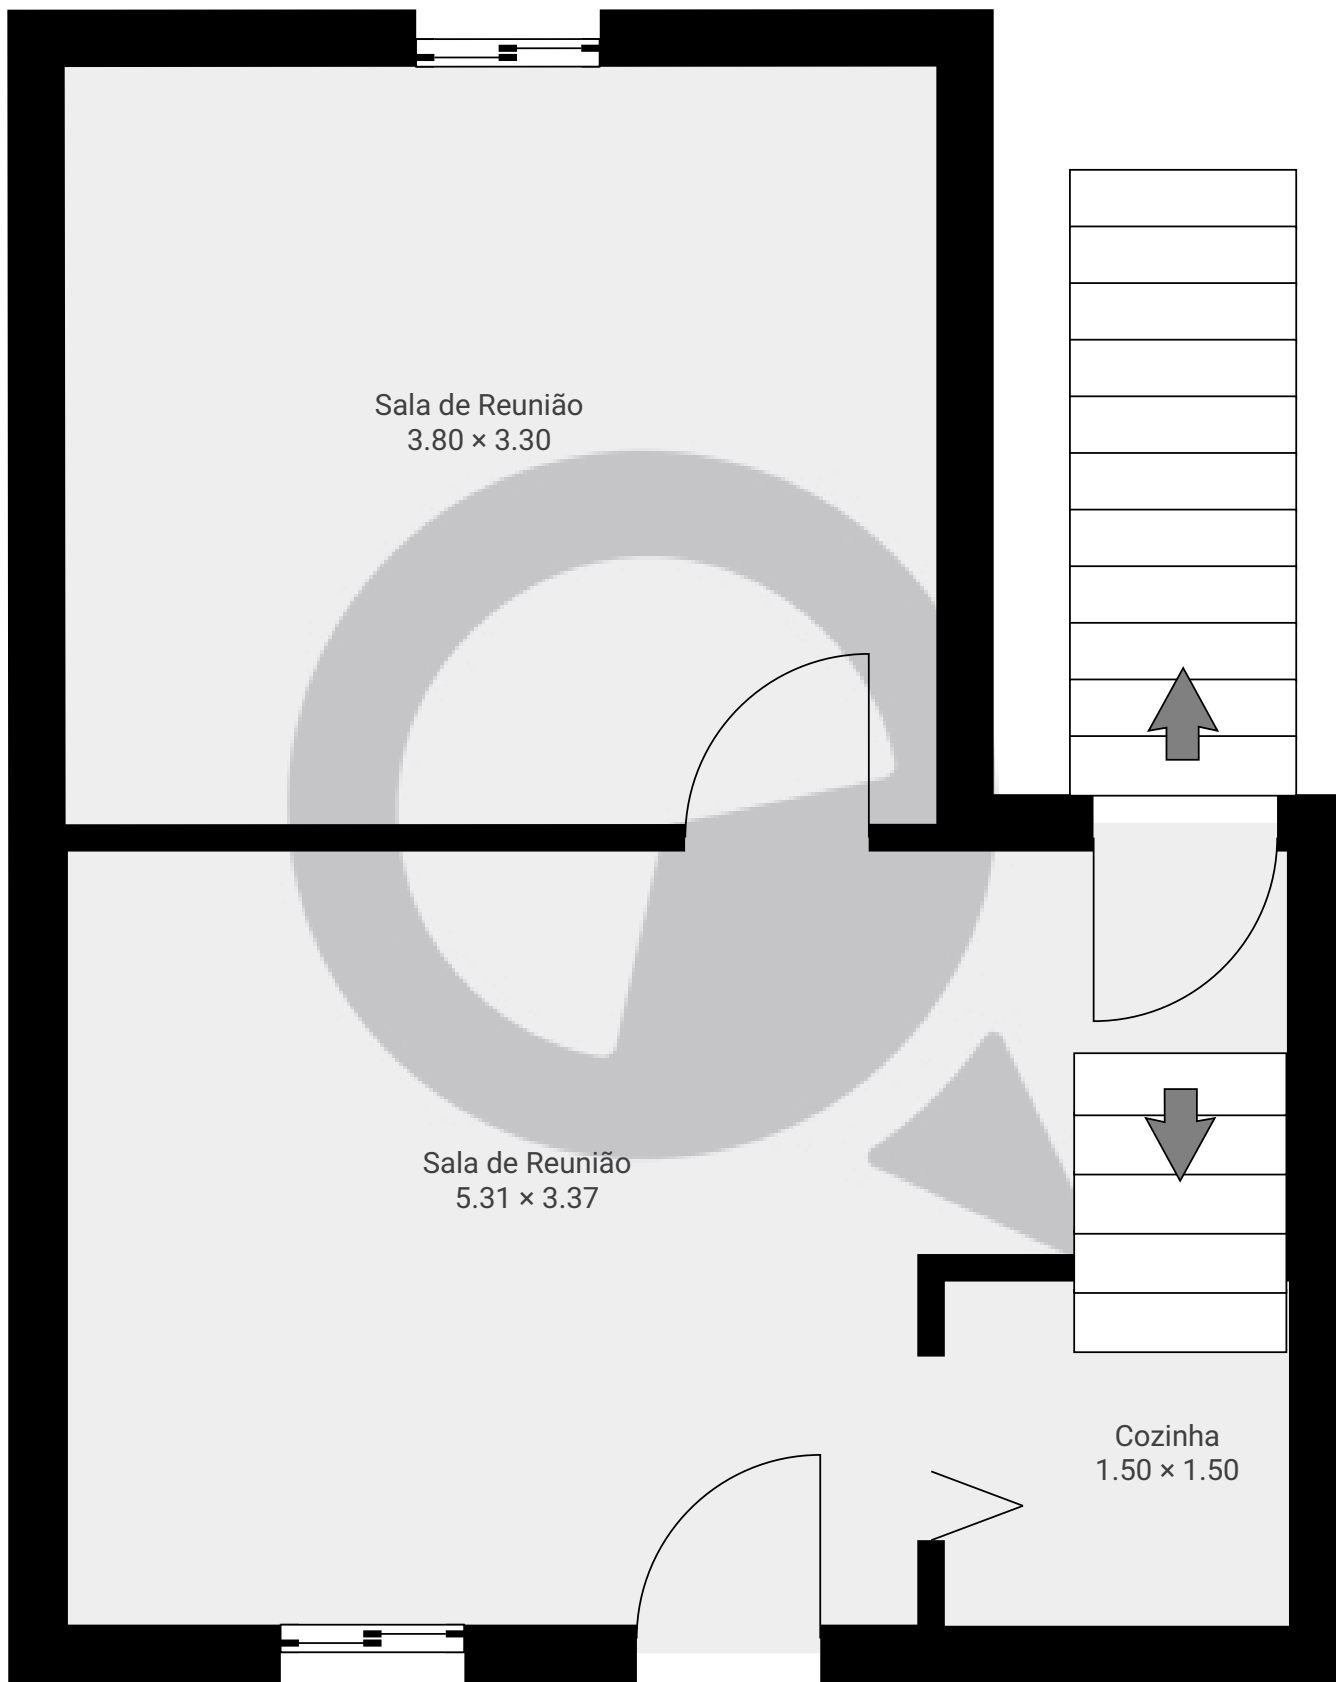 Sala de Reunião
3.80 × 3.30
Sala de Reunião
5.31 × 3.37
Cozinha
1.50 × 1.50